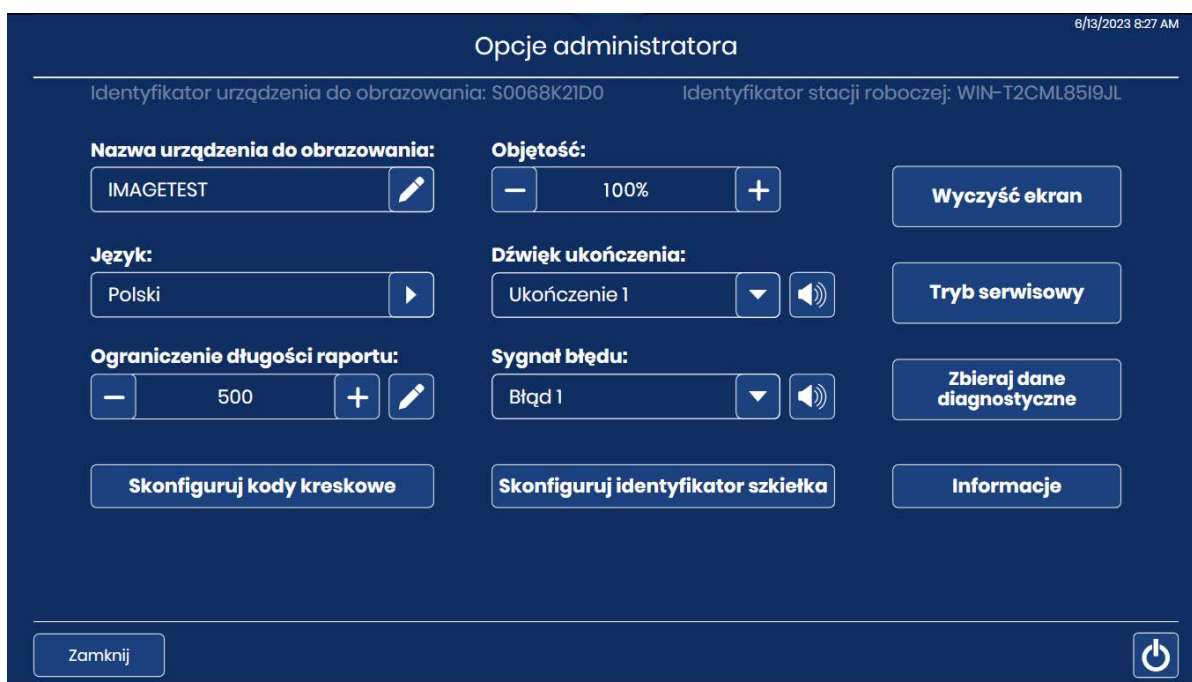 6/13/2023 8:27 AM
Opcje administratora
Identyfikator urządzenia do obrazowania: S0068K21D0
Identyfikator stacji roboczej: WIN-T2CML85I9JL
Nazwa urządzenia do obrazowania:
IMAGETEST
Objętość:
100%
Wyczyść ekran
Język:
Polski
Dźwięk ukończenia:
Ukończenie 1
Tryb serwisowy
Ograniczenie długości raportu:
500
Sygnał błędu:
Błąd 1
Zbieraj dane
diagnostyczne
Skonfiguruj kody kreskowe
Skonfiguruj identyfikator szkiełka
Informacje
Zamknij